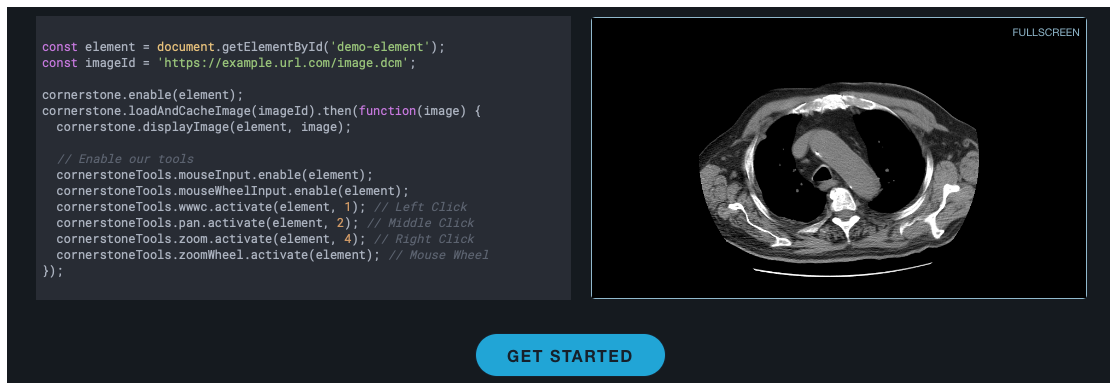 const element = document.getElementById('demo-element');
const imageId = 'https://example.url.com/image.dcm';
cornerstone.enable(element);
cornerstone.loadAndCacheImage(imageId).then(function(image) {
cornerstone.displayImage(element, image);
// Enable our tools
cornerstoneTools.mouseInput.enable(element);
cornerstoneTools.mouseWheelInput.enable(element);
cornerstoneTools.wwwc.activate(element, 1); // Left Click
cornerstoneTools.pan.activate(element, 2); // Middle Click
cornerstoneTools.zoom.activate(element, 4); // Right Click
cornerstoneTools.zoomWheel.activate(element); // Mouse Wheel
});
FULLSCREEN
GET STARTED